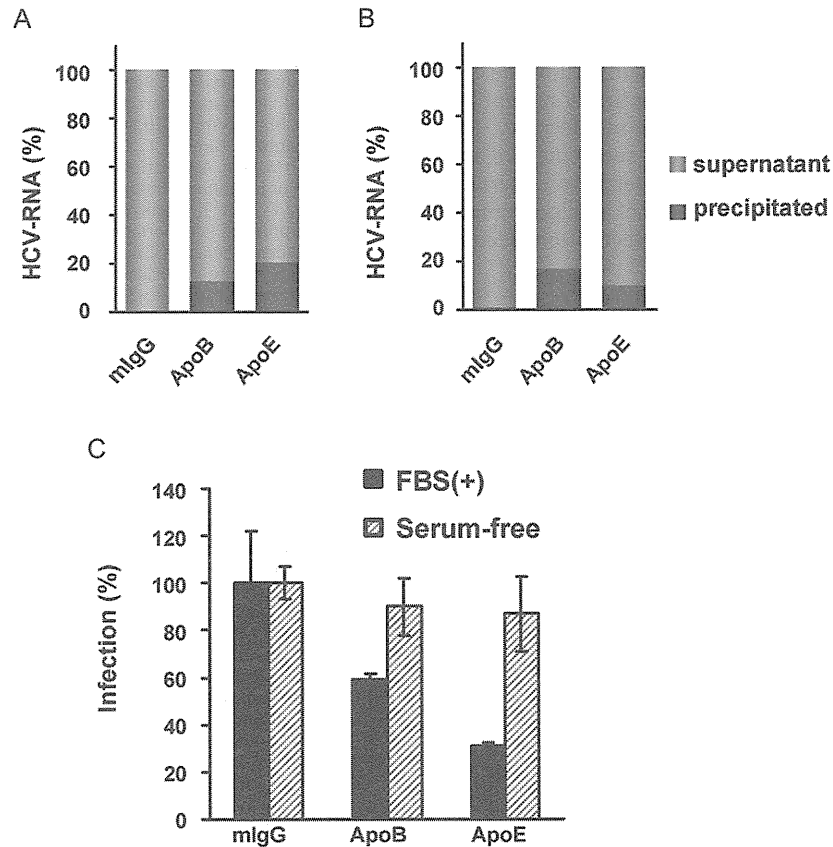 A
HCV-RNA (%)
100
80
60
40
20
0
mIgG
ApoB
ApoE
B
HCV-RNA (%)
100
80
60
40
20
0
mIgG
ApoB
ApoE
supernatant
precipitated
C
Infection (%)
140
120
100
80
60
40
20
0
mIgG
ApoB
ApoE
FBS(+)
Serum-free